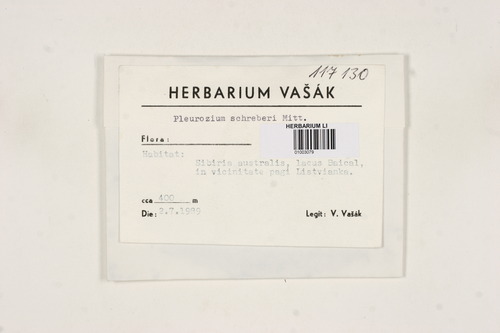 117 130
HERBARIUM VAŠÁK
Pleurozium schreberi Mitt.
HERBARIUM LI
Flora:
01003079
Habitat:
Sibiria australis, Lacus Baical,
in vicinitate pagi Listvianka.
cca 400 m
Die: 2.7.1989 Legit: V. Vašák